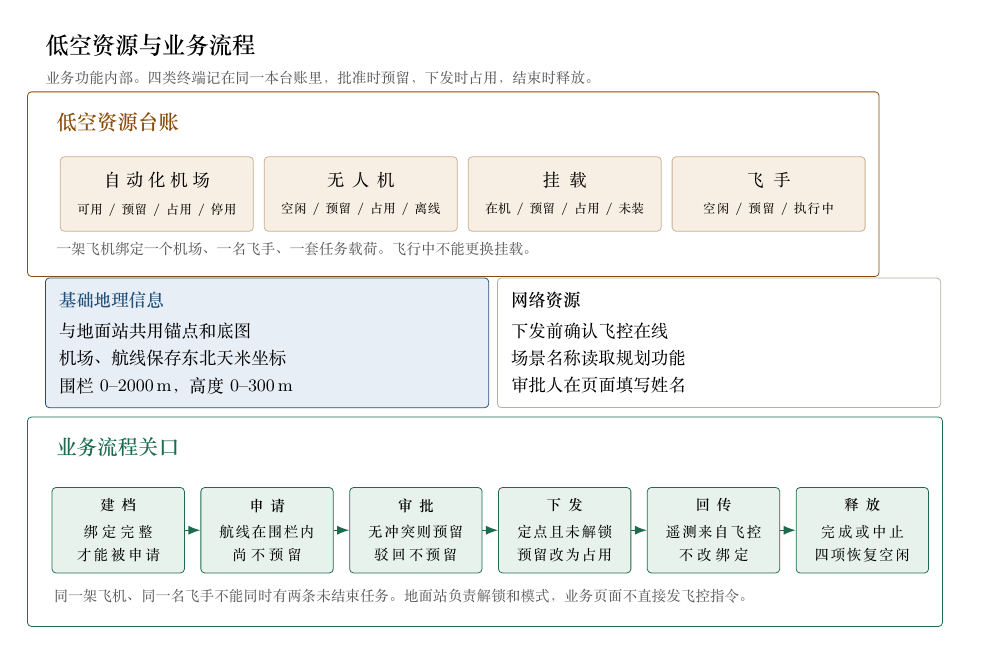 低空资源与业务流程
业务功能内部。四类终端记在同一本台账里，批准时预留，下发时占用，结束时释放。
低空资源台账
自动化机场
可用 / 预留 / 占用 / 停用
无人机
空闲 / 预留 / 占用 / 离线
挂载
在机 / 预留 / 占用 / 未装
飞手
空闲 / 预留 / 执行中
一架飞机绑定一个机场、一名飞手、一套任务载荷。飞行中不能更换挂载。
基础地理信息
与地面站共用锚点和底图
机场、航线保存东北天米坐标
围栏 0–2000 m，高度 0–300 m
网络资源
下发前确认飞控在线
场景名称读取规划功能
审批人在页面填写姓名
业务流程关口
建档
绑定完整
才能被申请
申请
航线在围栏内
尚不预留
审批
无冲突则预留
驳回不预留
下发
定点且未解锁
预留改为占用
回传
遥测来自飞控
不改绑定
释放
完成或中止
四项恢复空闲
同一架飞机、同一名飞手不能同时有两条未结束任务。地面站负责解锁和模式，业务页面不直接发飞控指令。